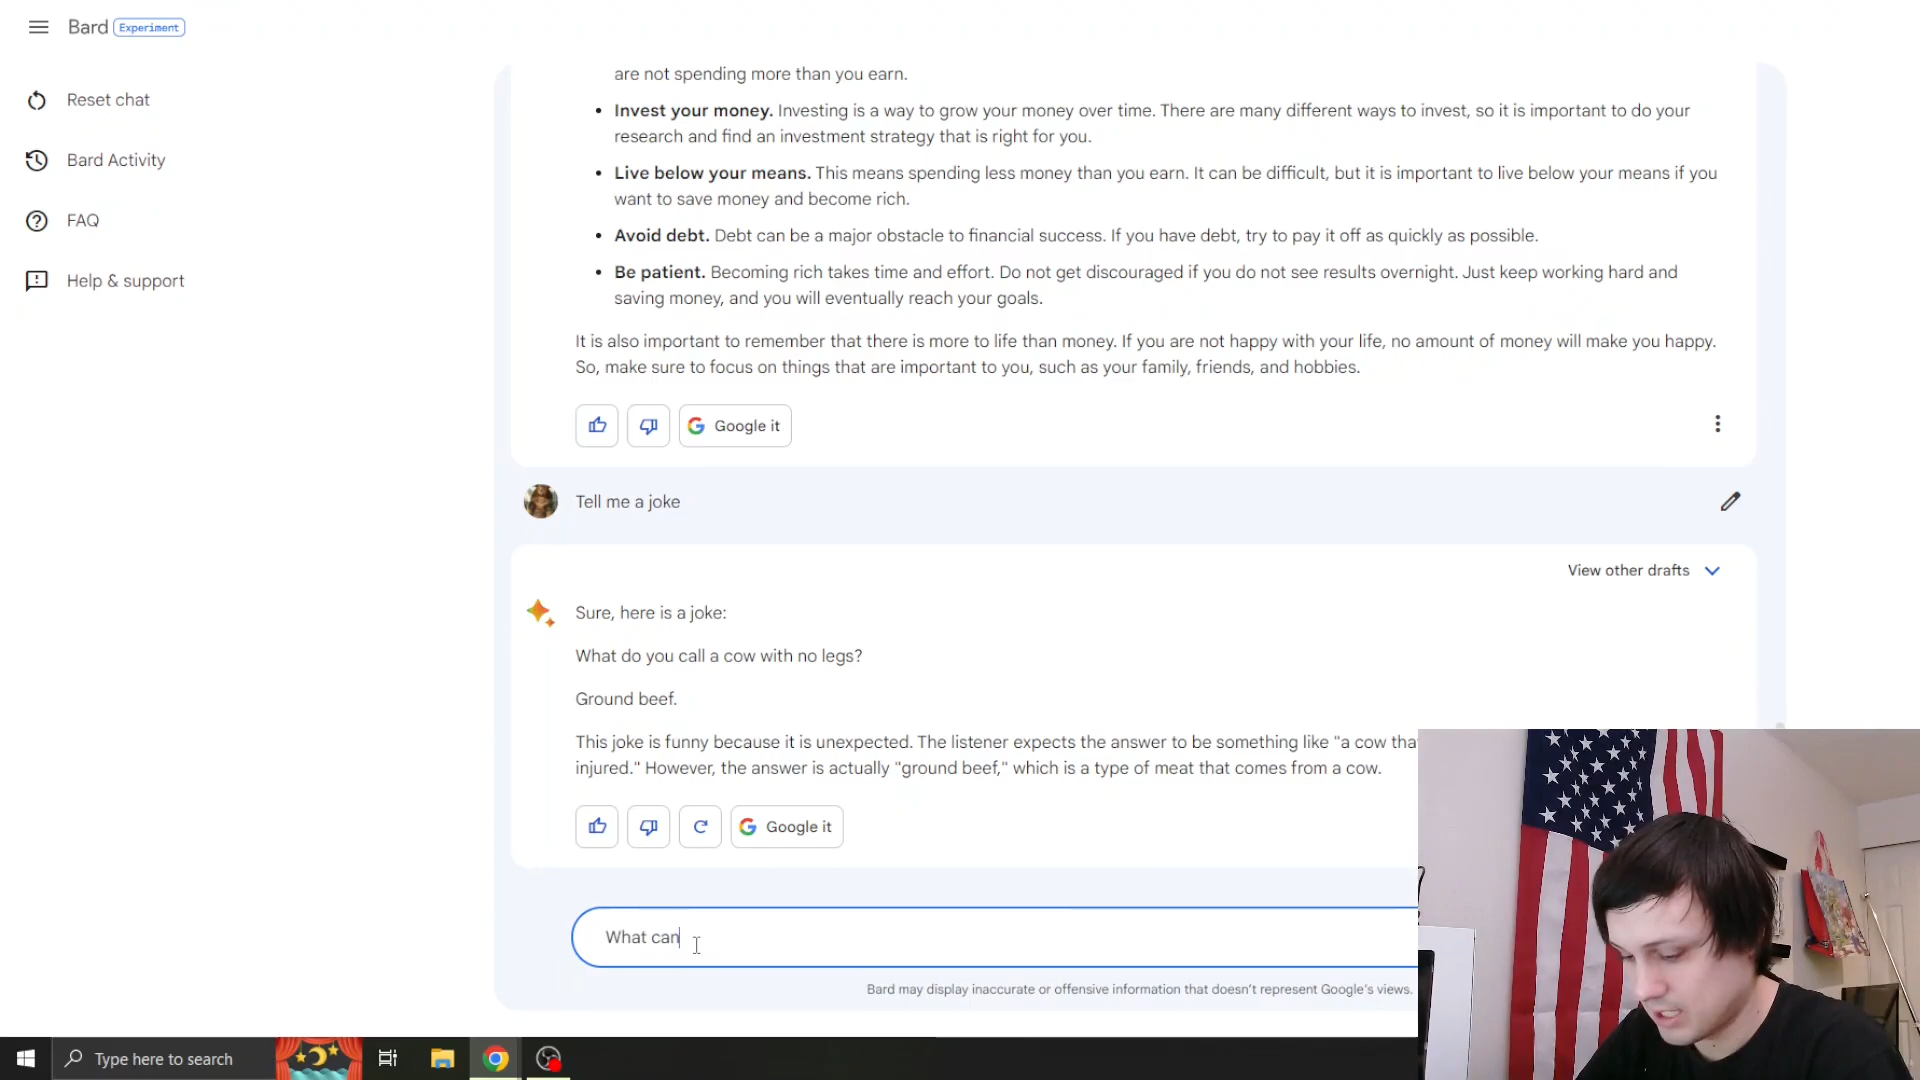 Bard Experiment
Reset chat
Bard Activity
FAQ
Help & support
are not spending more than you earn.
• Invest your money. Investing is a way to grow your money over time. There are many different ways to invest, so it is important to do your
research and find an investment strategy that is right for you.
• Live below your means. This means spending less money than you earn. It can be difficult, but it is important to live below your means if you
want to save money and become rich.
• Avoid debt. Debt can be a major obstacle to financial success. If you have debt, try to pay it off as quickly as possible.
• Be patient. Becoming rich takes time and effort. Do not get discouraged if you do not see results overnight. Just keep working hard and
saving money, and you will eventually reach your goals.
It is also important to remember that there is more to life than money. If you are not happy with your life, no amount of money will make you happy.
So, make sure to focus on things that are important to you, such as your family, friends, and hobbies.
Google it
Tell me a joke
View other drafts
Sure, here is a joke:
What do you call a cow with no legs?
Ground beef.
This joke is funny because it is unexpected. The listener expects the answer to be something like "a cow tha
injured." However, the answer is actually "ground beef," which is a type of meat that comes from a cow.
Google it
What can
Bard may display inaccurate or offensive information that doesn't represent Google's views.
Type here to search